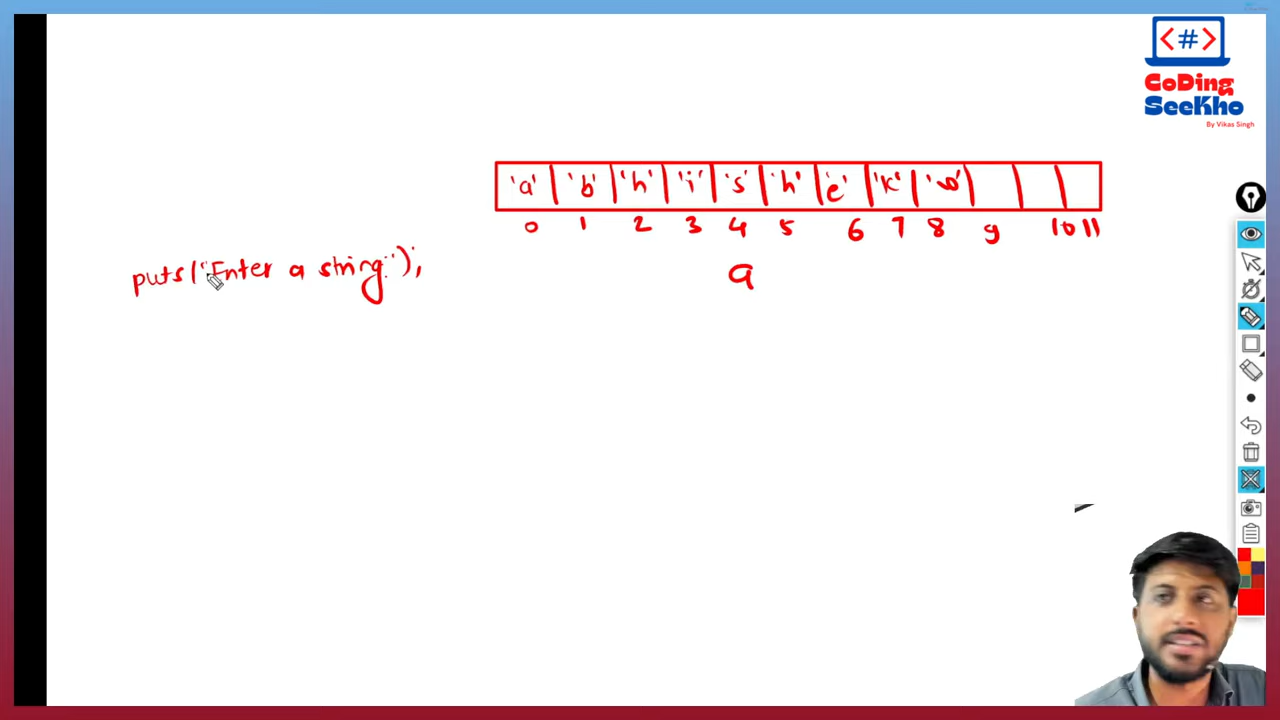 <#>
CoDing
SeeKho
By Vikas Singh
'a' 'b' 'h' 'i' 's' 'h' 'e' 'k' '\0'
0 1 2 3 4 5 6 7 8 9 10 11
puts("Enter a string:");
a